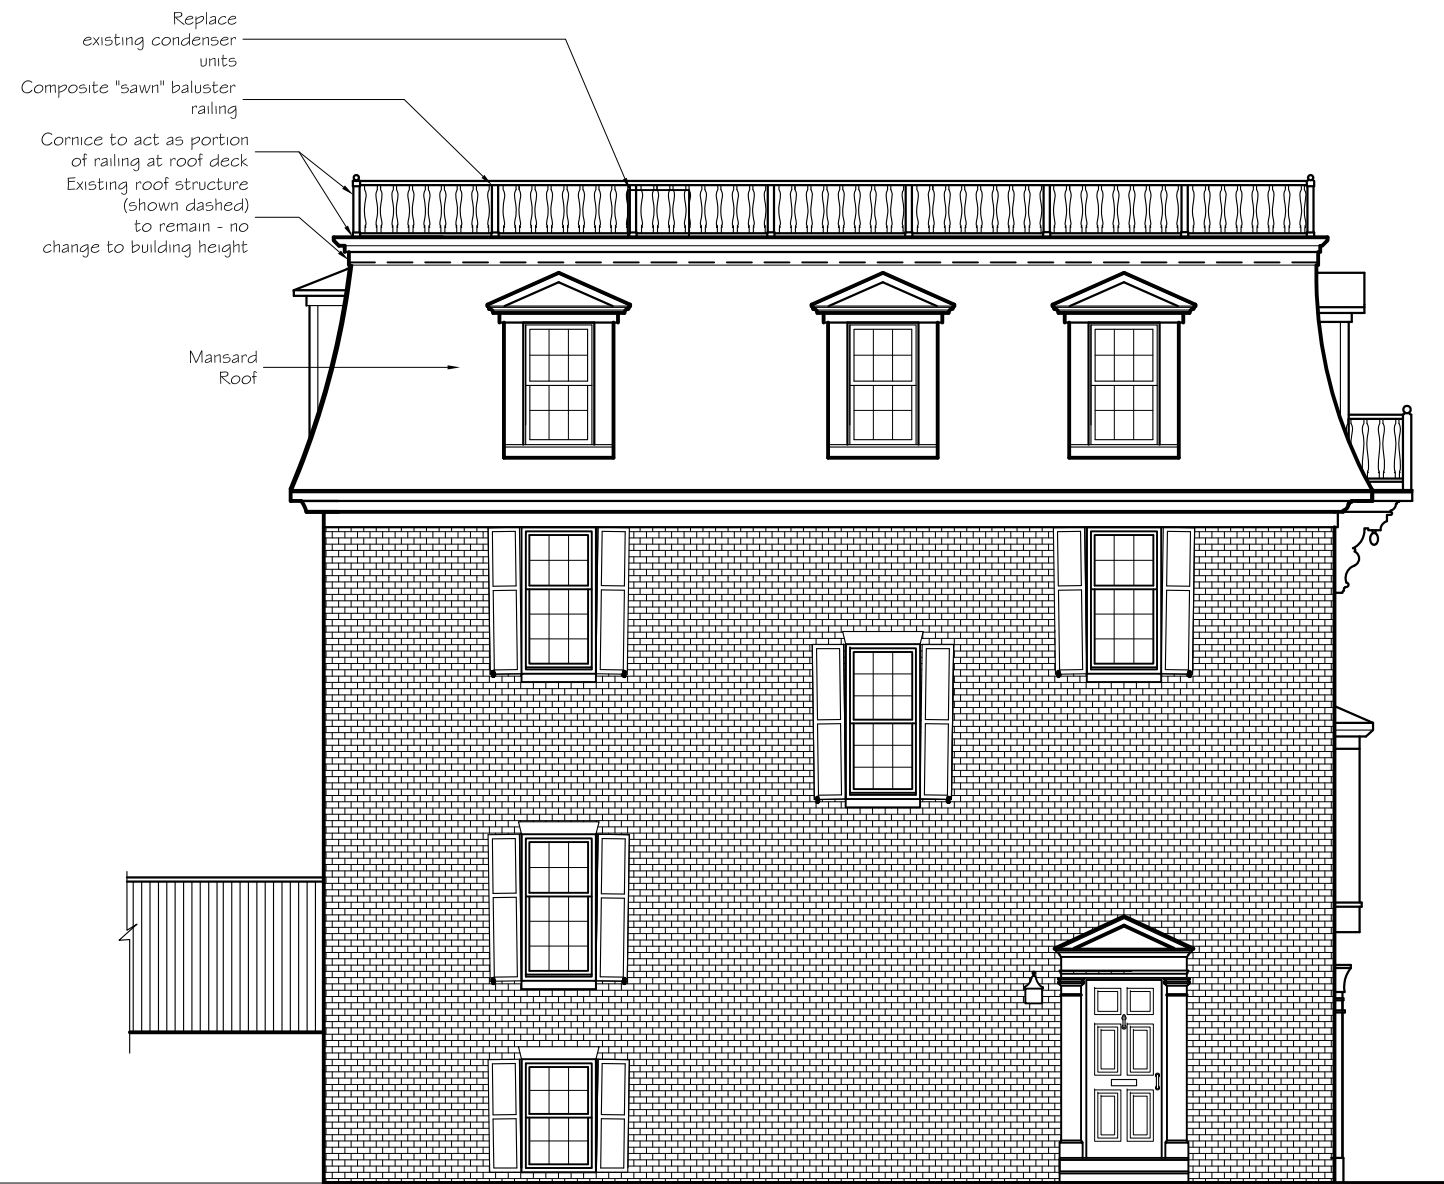 Replace
existing condenser
units
Composite "sawn" baluster
railing
Cornice to act as portion
of railing at roof deck
Existing roof structure
(shown dashed)
to remain - no
change to building height
Mansard
Roof